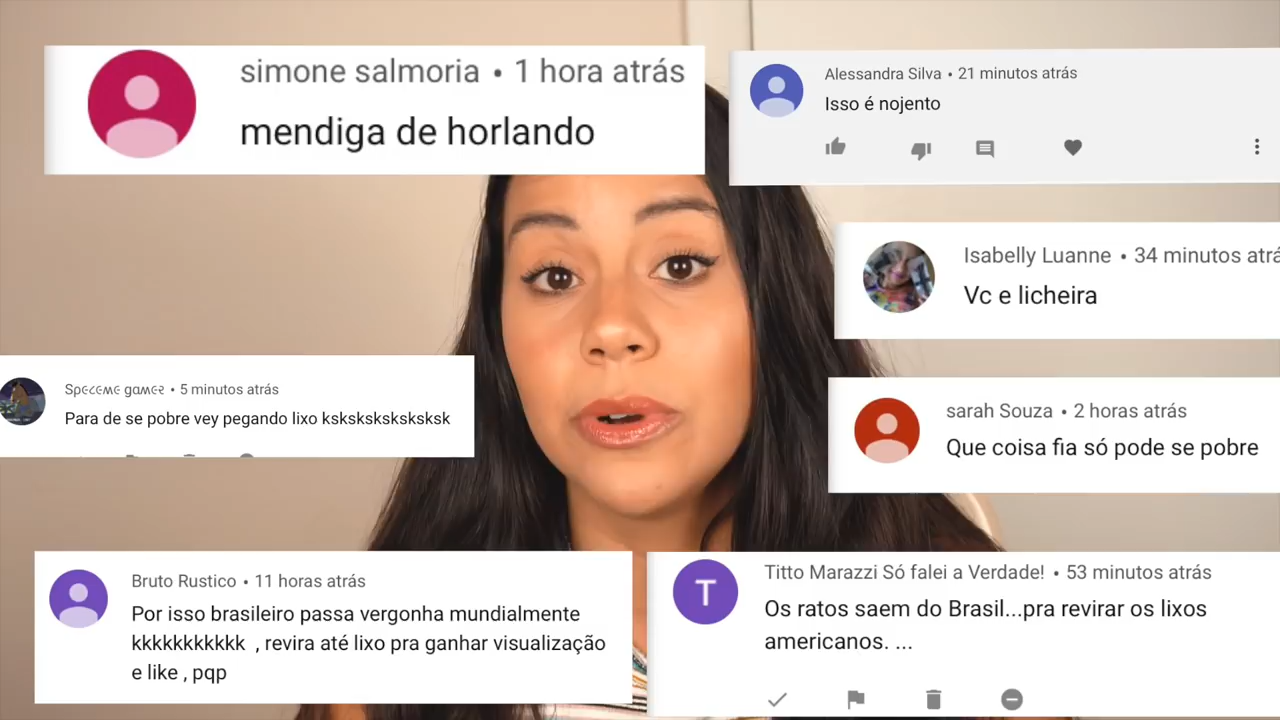 simone salmoria • 1 hora atrás
mendiga de horlando
Alessandra Silva • 21 minutos atrás
Isso é nojento
Isabelly Luanne • 34 minutos atrá
Vc e licheira
Sρєcємє gαмєя • 5 minutos atrás
Para de se pobre vey pegando lixo ksksksksksksksk
sarah Souza • 2 horas atrás
Que coisa fia só pode se pobre
Bruto Rustico • 11 horas atrás
Por isso brasileiro passa vergonha mundialmente
kkkkkkkkkkk , revira até lixo pra ganhar visualização
e like , pqp
T
Titto Marazzi Só falei a Verdade! • 53 minutos atrás
Os ratos saem do Brasil...pra revirar os lixos
americanos. ...